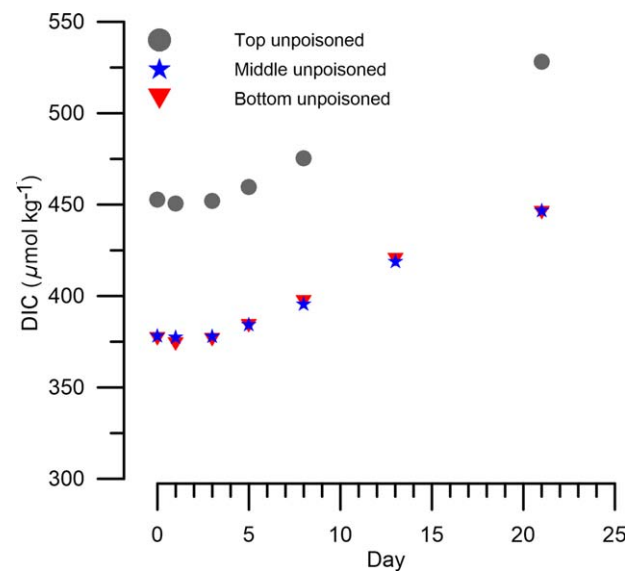 550
Top unpoisoned
Middle unpoisoned
500
Bottom unpoisoned
450
DIC (µmol kg⁻¹)
400
350
300
0 5 10 15 20 25
Day